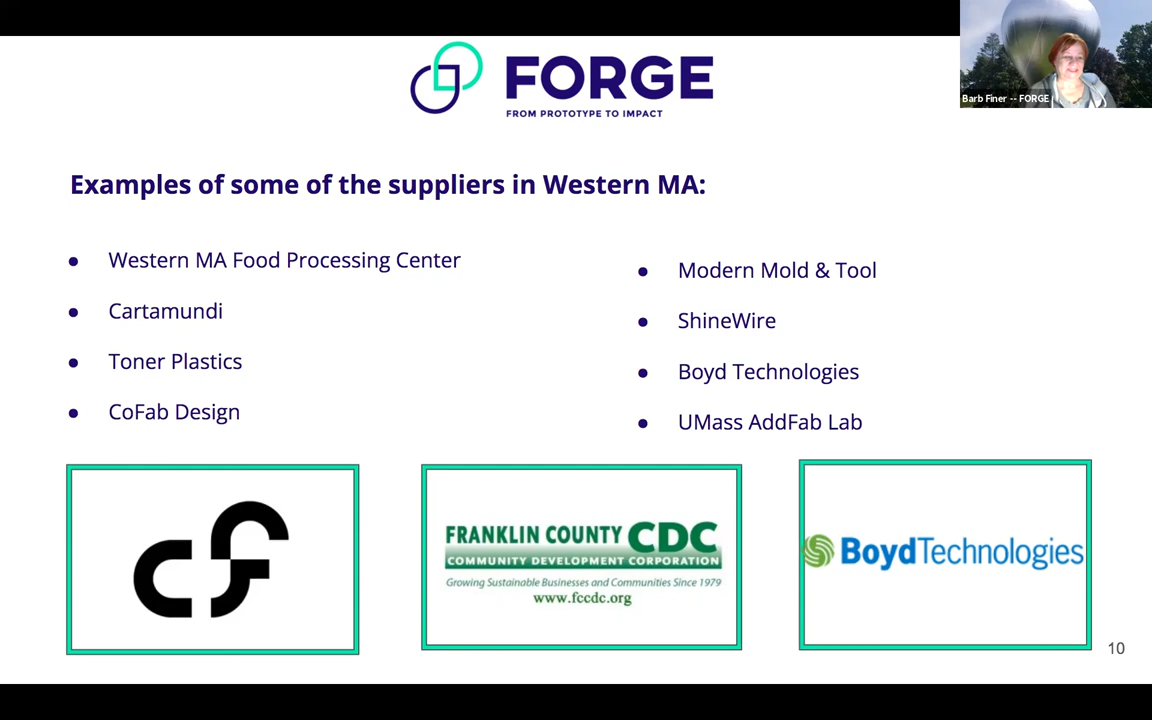 FORGE
FROM PROTOTYPE TO IMPACT
Barb Finer -- FORGE
Examples of some of the suppliers in Western MA:
● Western MA Food Processing Center
● Cartamundi
● Toner Plastics
● CoFab Design
● Modern Mold & Tool
● ShineWire
● Boyd Technologies
● UMass AddFab Lab
cF
FRANKLIN COUNTY CDC
COMMUNITY DEVELOPMENT CORPORATION
Growing Sustainable Businesses and Communities Since 1979
www.fccdc.org
BoydTechnologies
10